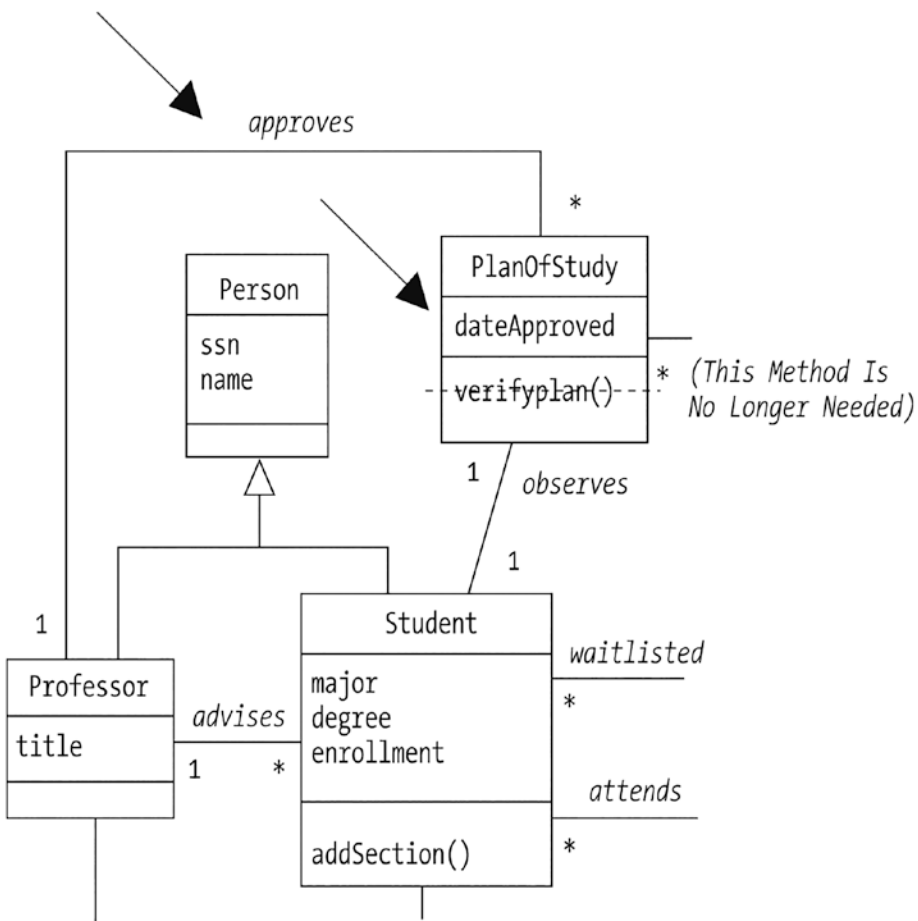 approves
*
PlanOfStudy
dateApproved
verifyplan()
* (This Method Is
No Longer Needed)
Person
ssn
name
1
observes
1
1
Student
major
degree
enrollment
addSection()
waitlisted
*
attends
*
Professor
title
advises
1
*